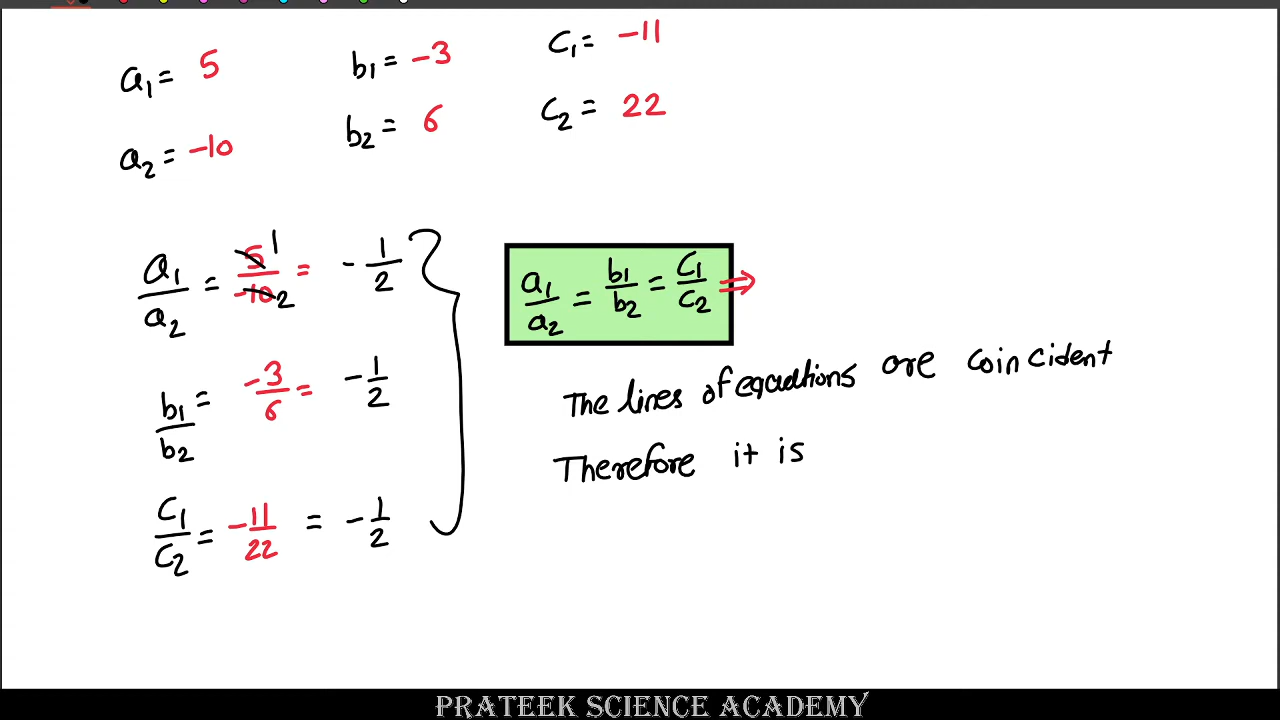 a₁ = 5 b₁ = -3 c₁ = -11
a₂ = -10 b₂ = 6 c₂ = 22
a₁/a₂ = 5/-10 1 2 = -1/2
a₁/a₂ = b₁/b₂ = c₁/c₂ ⇒
b₁/b₂ = -3/6 = -1/2
The lines of equations are coincident
Therefore it is
c₁/c₂ = -11/22 = -1/2
PRATEEK SCIENCE ACADEMY